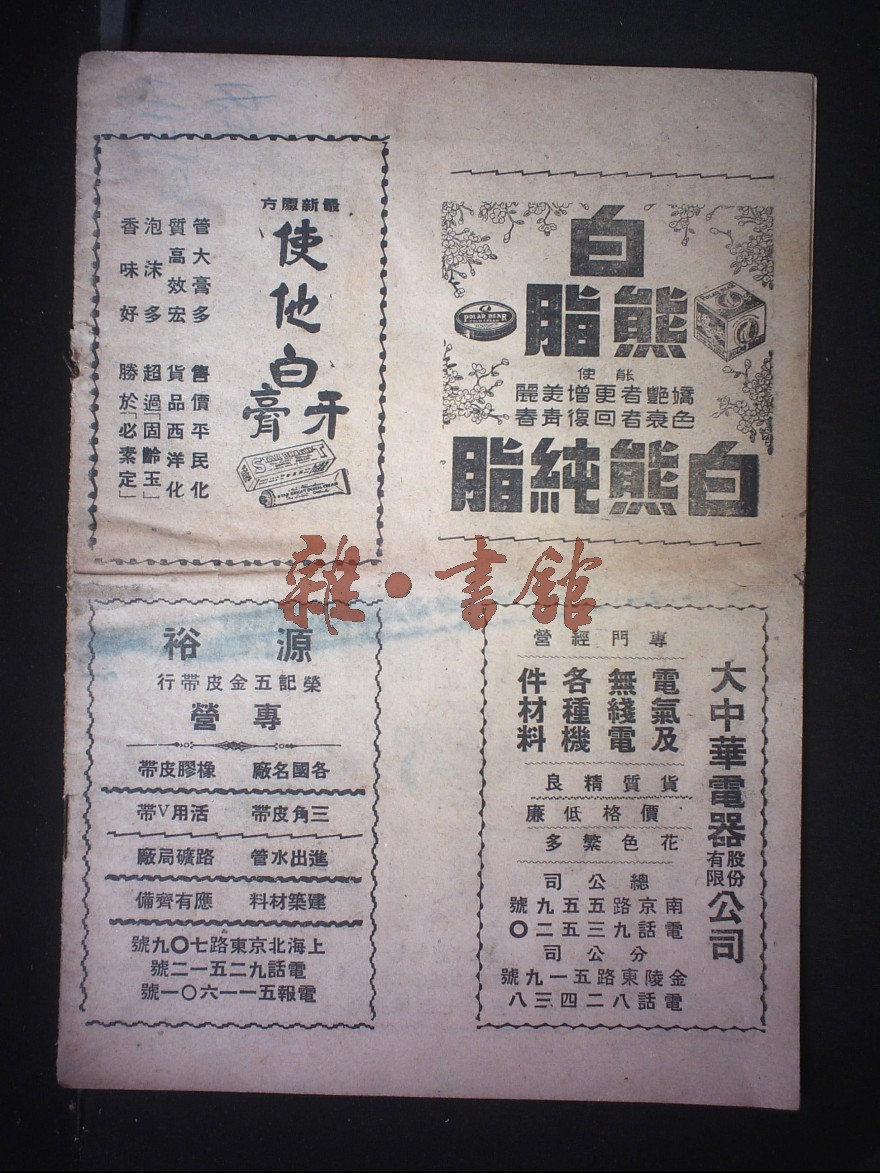 白
熊脂
POLAR BEAR
能使
嬌艷者更增美麗
色衰者回復青春
白熊純脂
最新 方
使他白
牙膏
管大膏多 售價平民化
質高效宏 貨品西洋化
泡沫多 超過「固齡玉」
香味好 勝於「必素定」
雜·書館
大中華電器股份有限公司
專門經營
電氣及
無綫電
各種機
件材料
貨質精良
價格低廉
花色繁多
總公司
南京路五五九號
電話九三五二〇
分公司
金陵東路五一九號
電話八二四三八
源裕
榮記五金皮帶行
專營
各國名廠 橡膠皮帶
三角皮帶 活用V帶
進出水管 路礦局廠
建築材料 應有齊備
上海北京東路七〇九號
電話九二五一二號
電報五一一六〇一號